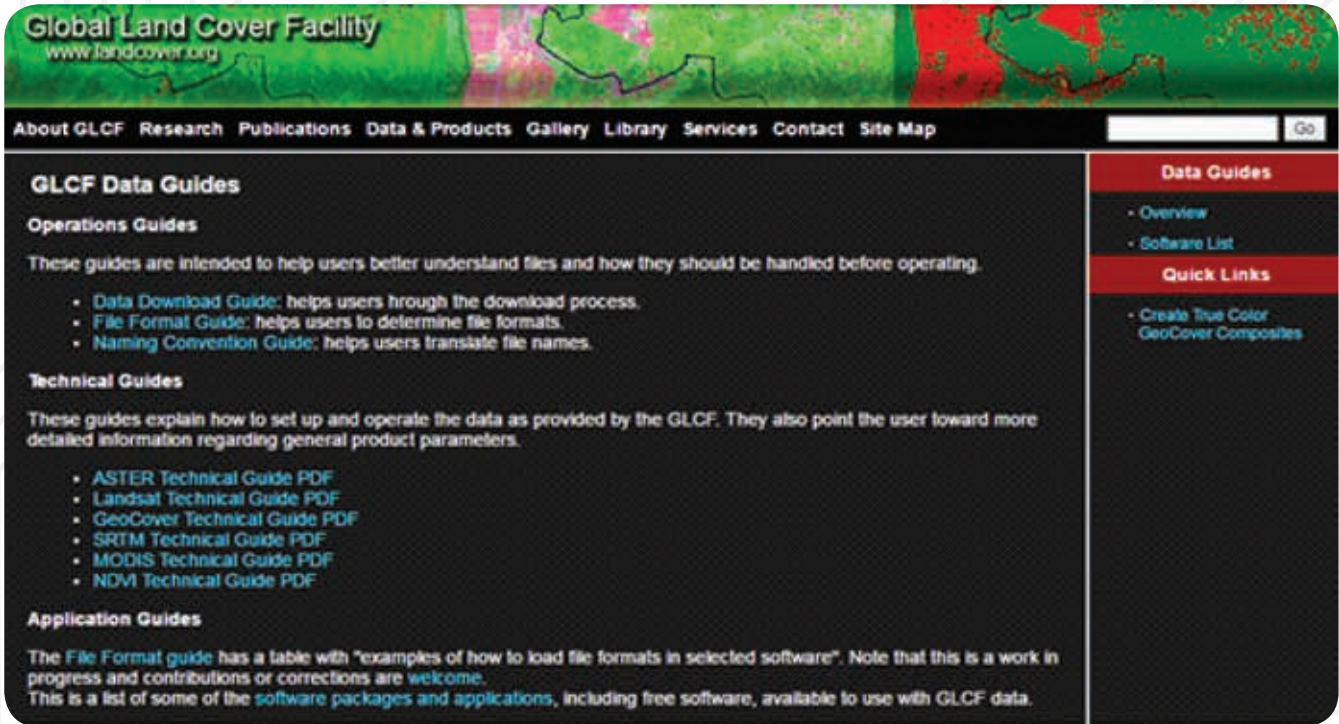 Global Land Cover Facility
www.landcover.org
About GLCF Research Publications Data & Products Gallery Library Services Contact Site Map
Go
GLCF Data Guides
Operations Guides
These guides are intended to help users better understand files and how they should be handled before operating.
• Data Download Guide: helps users hrough the download process.
• File Format Guide: helps users to determine file formats.
• Naming Convention Guide: helps users translate file names.
Technical Guides
These guides explain how to set up and operate the data as provided by the GLCF. They also point the user toward more
detailed information regarding general product parameters.
• ASTER Technical Guide PDF
• Landsat Technical Guide PDF
• GeoCover Technical Guide PDF
• SRTM Technical Guide PDF
• MODIS Technical Guide PDF
• NDVI Technical Guide PDF
Application Guides
The File Format guide has a table with "examples of how to load file formats in selected software". Note that this is a work in
progress and contributions or corrections are welcome.
This is a list of some of the software packages and applications, including free software, available to use with GLCF data.
Data Guides
• Overview
• Software List
Quick Links
• Create True Color
GeoCover Composites